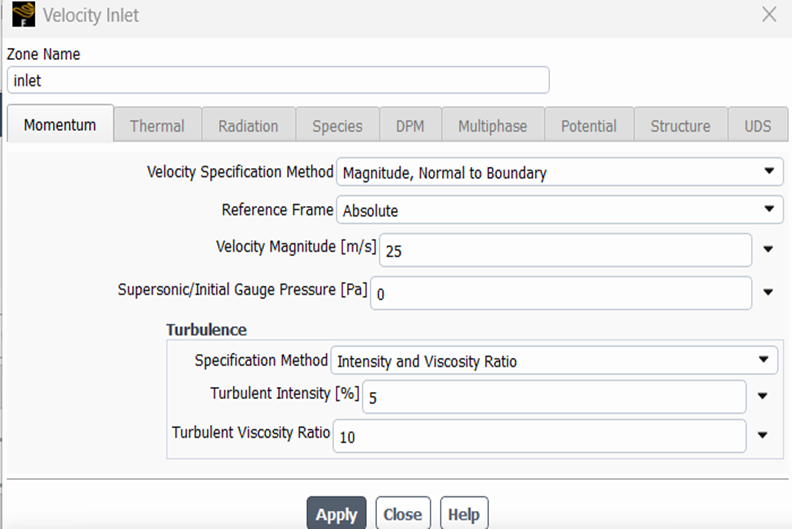 Velocity Inlet
Zone Name
inlet
Momentum Thermal Radiation Species DPM Multiphase Potential Structure UDS
Velocity Specification Method Magnitude, Normal to Boundary
Reference Frame Absolute
Velocity Magnitude [m/s] 25
Supersonic/Initial Gauge Pressure [Pa] 0
Turbulence
Specification Method Intensity and Viscosity Ratio
Turbulent Intensity [%] 5
Turbulent Viscosity Ratio 10
Apply Close Help